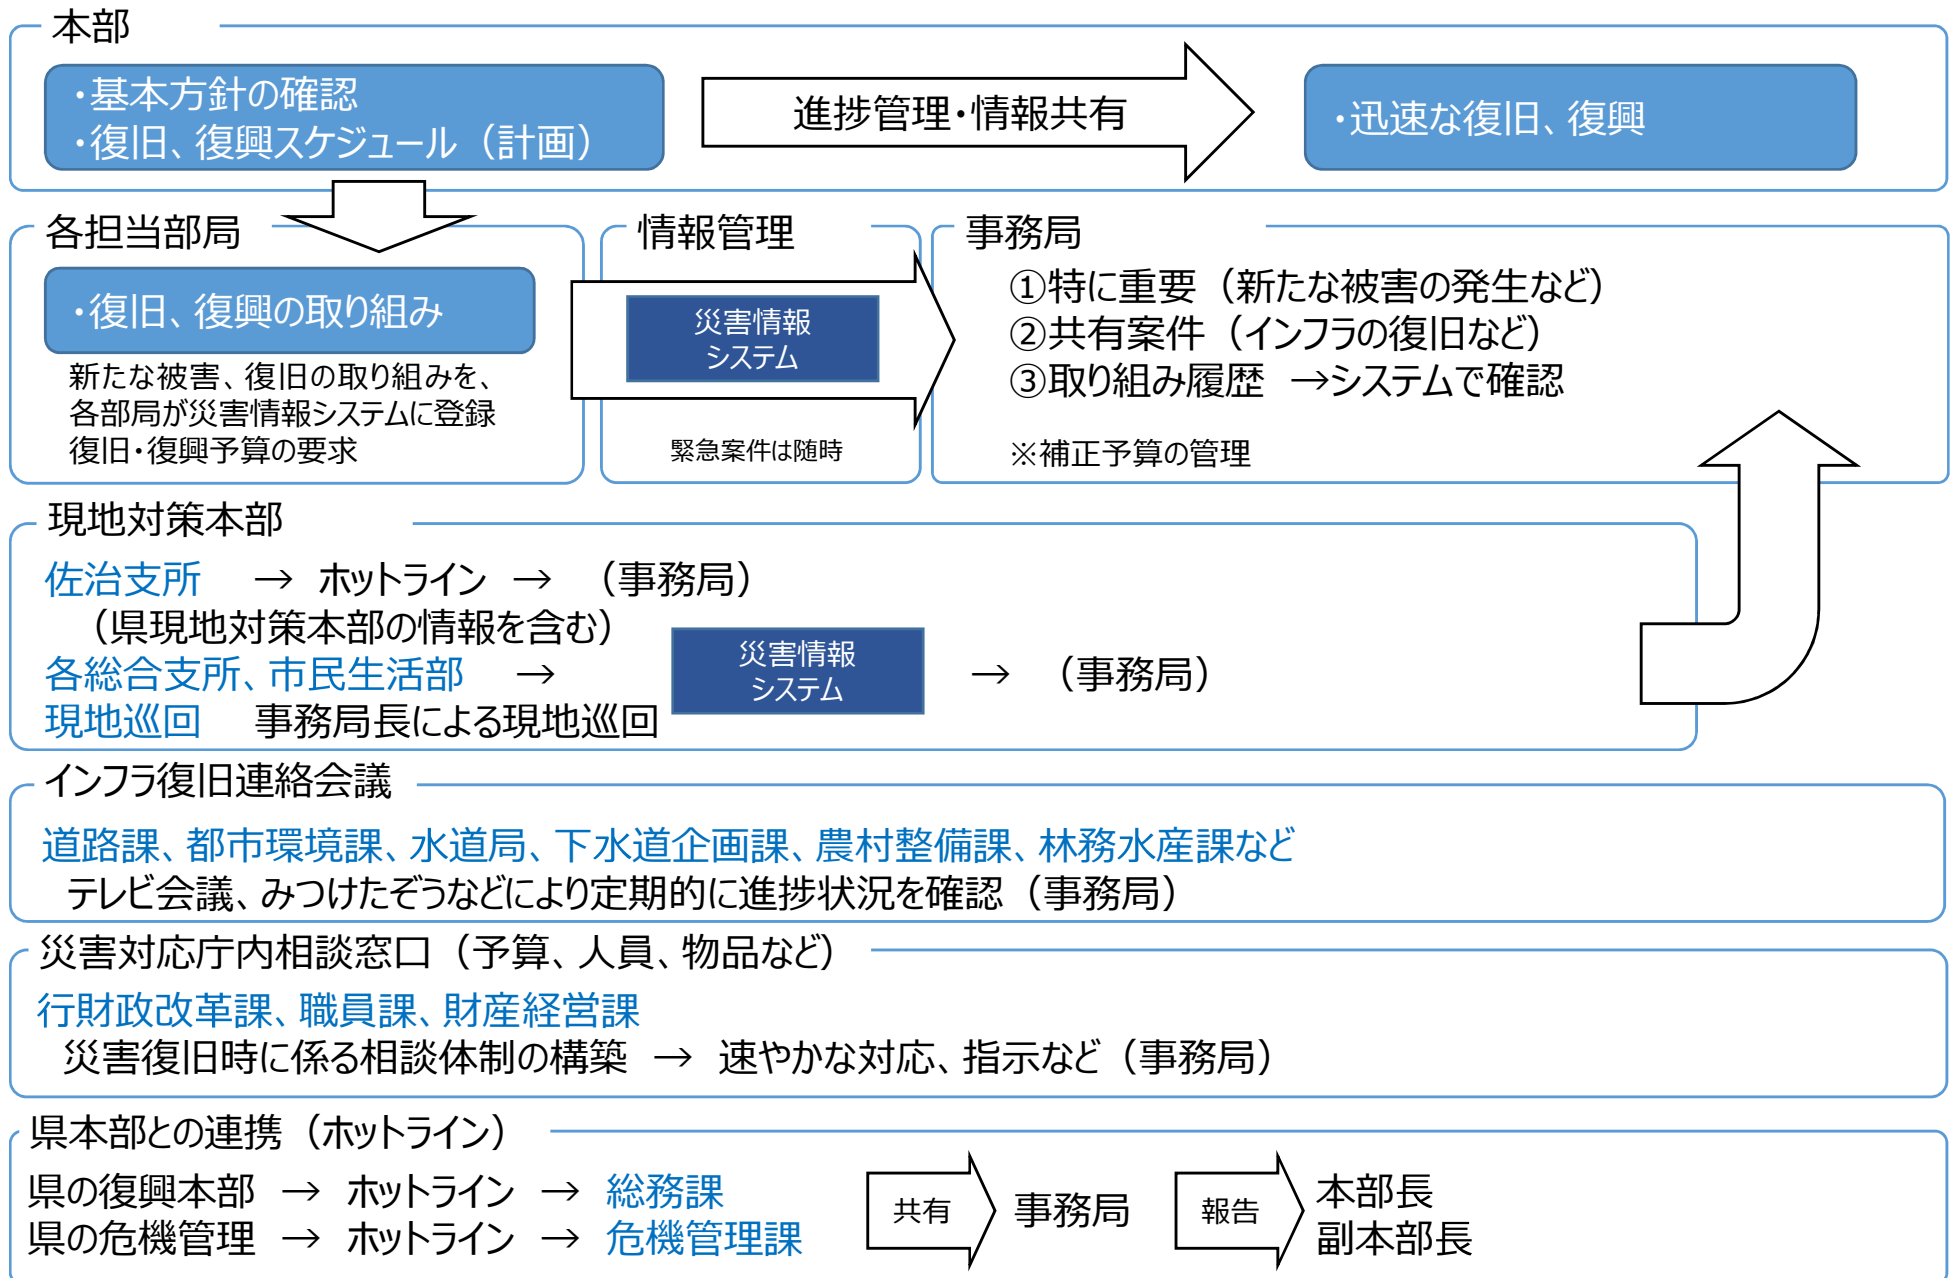 本部
・基本方針の確認
・復旧、復興スケジュール（計画）
進捗管理・情報共有
・迅速な復旧、復興
各担当部局
・復旧、復興の取り組み
新たな被害、復旧の取り組みを、
各部局が災害情報システムに登録
復旧・復興予算の要求
情報管理
災害情報
システム
緊急案件は随時
事務局
①特に重要（新たな被害の発生など）
②共有案件（インフラの復旧など）
③取り組み履歴　→システムで確認
※補正予算の管理
現地対策本部
佐治支所　→　ホットライン　→　（事務局）
（県現地対策本部の情報を含む）
各総合支所、市民生活部　→　災害情報システム　→　（事務局）
現地巡回　事務局長による現地巡回
インフラ復旧連絡会議
道路課、都市環境課、水道局、下水道企画課、農村整備課、林務水産課など
テレビ会議、みつけたぞうなどにより定期的に進捗状況を確認（事務局）
災害対応庁内相談窓口（予算、人員、物品など）
行財政改革課、職員課、財産経営課
災害復旧時に係る相談体制の構築　→　速やかな対応、指示など（事務局）
県本部との連携（ホットライン）
県の復興本部　→　ホットライン　→　総務課
県の危機管理　→　ホットライン　→　危機管理課
共有
事務局
報告
本部長
副本部長